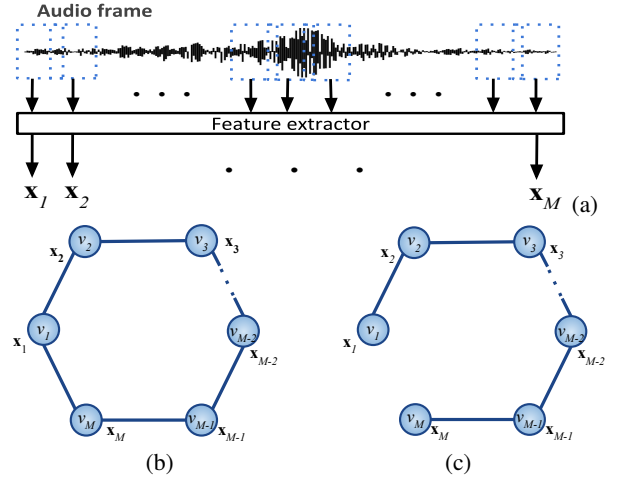 Audio frame
. . .
. . .
Feature extractor
x1 x2 . . . xM (a)
v2 v3
x2 x3
v1 vM-2
x1 xM-2
vM vM-1
xM xM-1
(b)
v2 v3
x2 x3
v1 vM-2
x1 xM-2
vM vM-1
xM xM-1
(c)